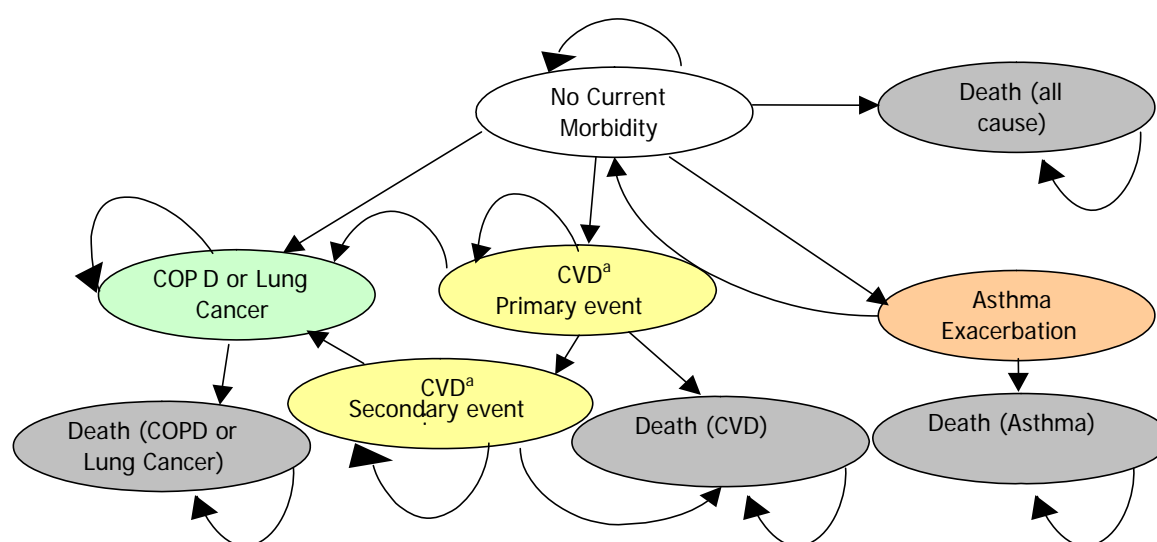 No Current
Morbidity
Death (all
cause)
COP D or Lung
Cancer
CVDª
Primary event
Asthma
Exacerbation
CVDª
Secondary event
Death (COPD or
Lung Cancer)
Death (CVD)
Death (Asthma)